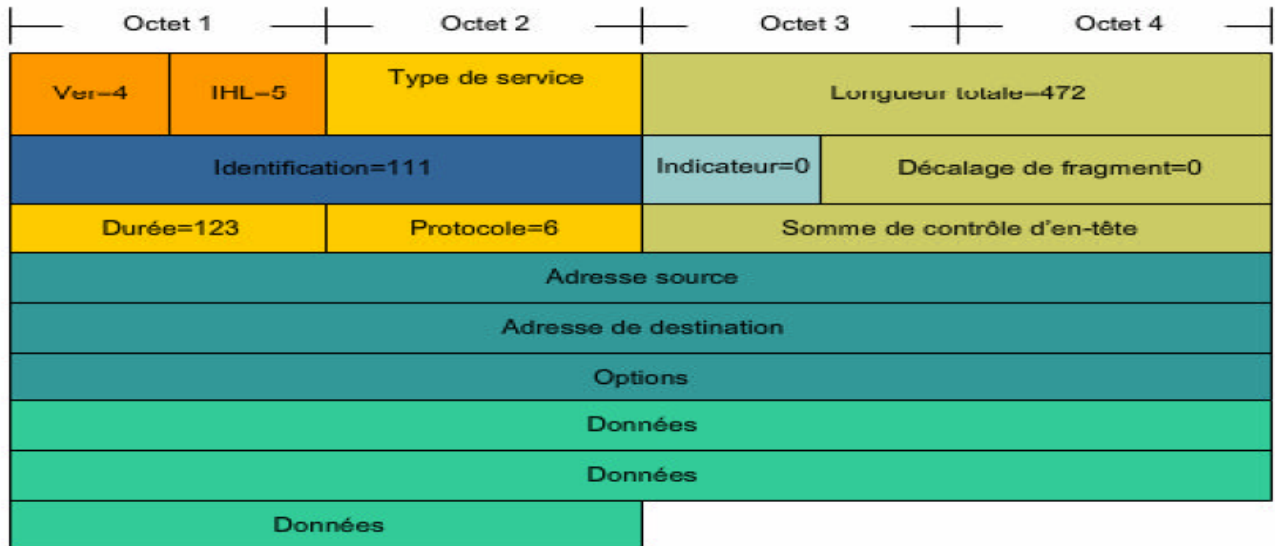 Octet 1 Octet 2 Octet 3 Octet 4
Ver=4 IHL=5 Type de service Longueur totale=472
Identification=111 Indicateur=0 Décalage de fragment=0
Durée=123 Protocole=6 Somme de contrôle d'en-tête
Adresse source
Adresse de destination
Options
Données
Données
Données